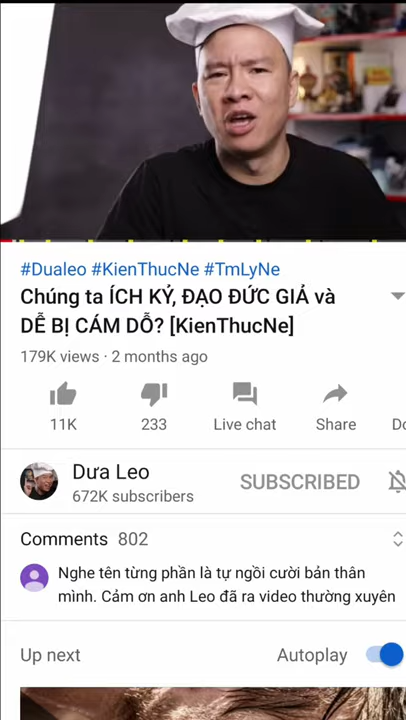 #Dualeo #KienThucNe #TmLyNe
Chúng ta ÍCH KỶ, ĐẠO ĐỨC GIẢ và
DỄ BỊ CÁM DỖ? [KienThucNe]
179K views · 2 months ago
11K
233
Live chat
Share
Do
Dưa Leo
SUBSCRIBED
672K subscribers
Comments 802
Nghe tên từng phần là tự ngồi cười bản thân
mình. Cảm ơn anh Leo đã ra video thường xuyên
Up next
Autoplay